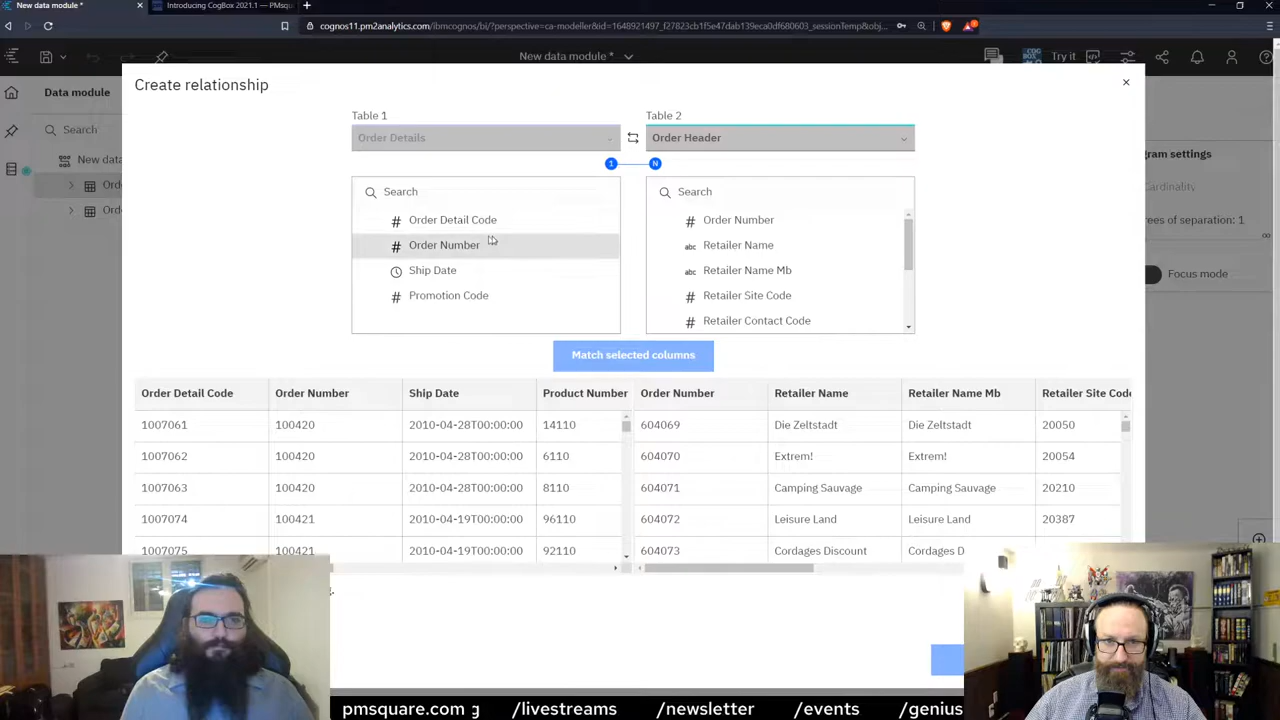 New data module *
×
Introducing CogBox 2021.1 — PMsqu
×
+
cognos11.pm2analytics.com/ibmcognos/bi/?perspective=ca-modeller&id=1648921497_f27823cb1f5e47dab139eca0df680603_sessionTemp&obj...
New data module *
COG BOX
Try it
Data module
Create relationship
×
Table 1
Table 2
Search
Order Details
Order Header
New data
1
N
gram settings
Ord
Search
Search
Cardinality
Ord
Order Detail Code
Order Number
rees of separation: 1
Order Number
Retailer Name
Ship Date
Retailer Name Mb
Focus mode
Promotion Code
Retailer Site Code
Retailer Contact Code
Match selected columns
Order Detail Code Order Number Ship Date Product Number Order Number Retailer Name Retailer Name Mb Retailer Site Code
1007061 100420 2010-04-28T00:00:00 14110 604069 Die Zeltstadt Die Zeltstadt 20050
1007062 100420 2010-04-28T00:00:00 6110 604070 Extrem! Extrem! 20054
1007063 100420 2010-04-28T00:00:00 8110 604071 Camping Sauvage Camping Sauvage 20210
1007074 100421 2010-04-19T00:00:00 96110 604072 Leisure Land Leisure Land 20387
1007075 100421 2010-04-19T00:00:00 92110 604073 Cordages Discount Cordages D
pmsquare.com g /livestreams /newsletter /events /genius